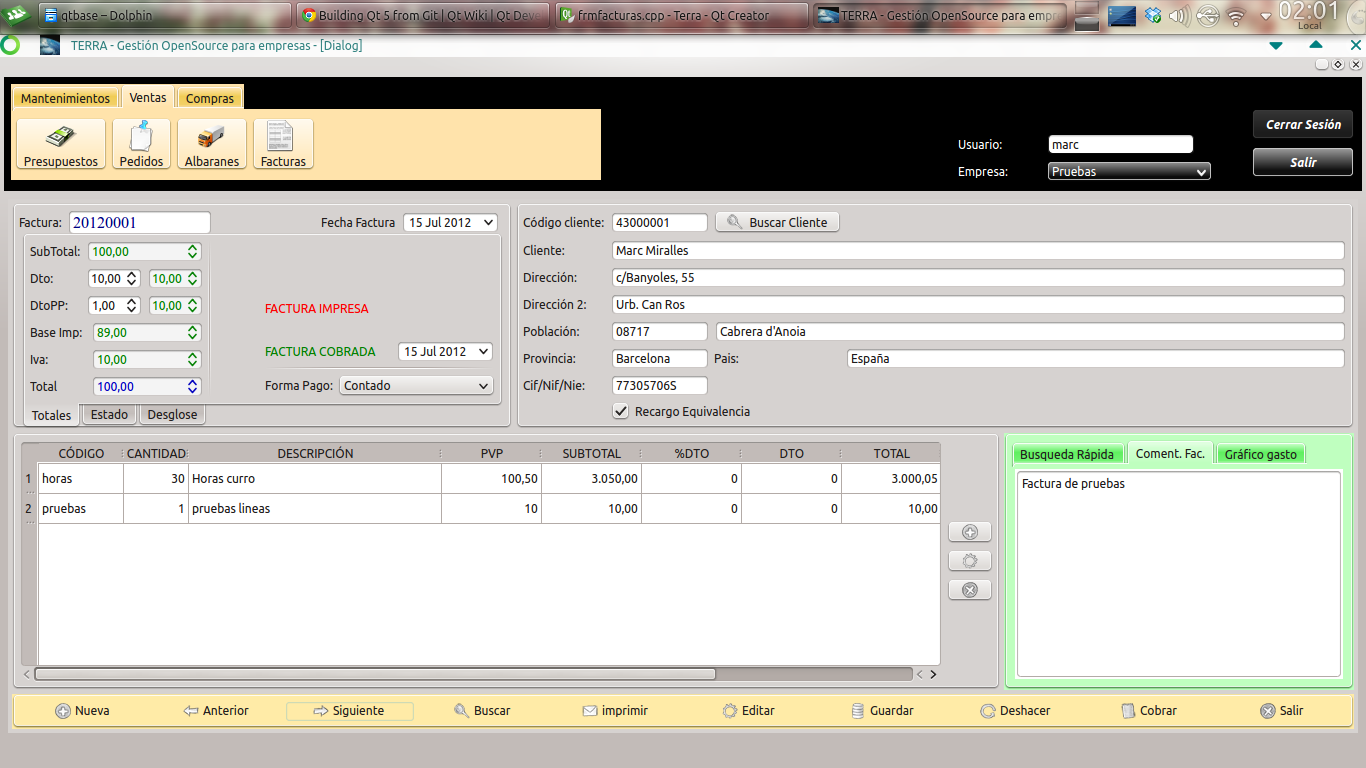 qtbase – Dolphin
Building Qt 5 from Git | Qt Wiki | Qt Deve
frmfacturas.cpp - Terra - Qt Creator
TERRA - Gestión OpenSource para empre
02:01
Local
TERRA - Gestión OpenSource para empresas - [Dialog]
Mantenimientos Ventas Compras
Presupuestos Pedidos Albaranes Facturas
Usuario: marc
Empresa: Pruebas
Cerrar Sesión
Salir
Factura: 20120001 Fecha Factura 15 Jul 2012
SubTotal: 100,00
Dto: 10,00 10,00
DtoPP: 1,00 10,00
FACTURA IMPRESA
Base Imp: 89,00
Iva: 10,00
FACTURA COBRADA 15 Jul 2012
Total 100,00
Forma Pago: Contado
Totales Estado Desglose
Código cliente: 43000001 Buscar Cliente
Cliente: Marc Miralles
Dirección: c/Banyoles, 55
Dirección 2: Urb. Can Ros
Población: 08717 Cabrera d'Anoia
Provincia: Barcelona Pais: España
Cif/Nif/Nie: 77305706S
Recargo Equivalencia
CÓDIGO CANTIDAD DESCRIPCIÓN PVP SUBTOTAL %DTO DTO TOTAL
1 horas 30 Horas curro 100,50 3.050,00 0 0 3.000,05
2 pruebas 1 pruebas lineas 10 10,00 0 0 10,00
Busqueda Rápida Coment. Fac. Gráfico gasto
Factura de pruebas
Nueva Anterior Siguiente Buscar imprimir Editar Guardar Deshacer Cobrar Salir